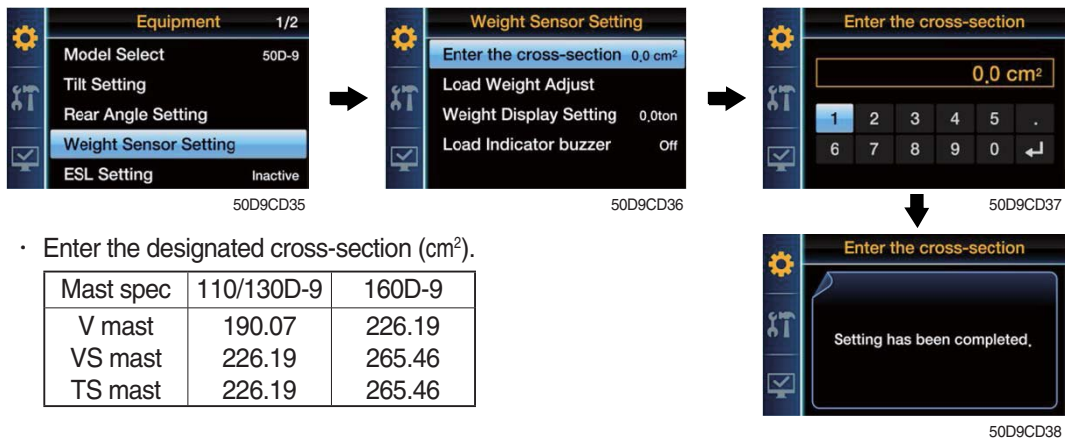 Equipment 1/2
Model Select 50D-9
Tilt Setting
Rear Angle Setting
Weight Sensor Setting
ESL Setting Inactive
50D9CD35
Weight Sensor Setting
Enter the cross-section 0.0 cm²
Load Weight Adjust
Weight Display Setting 0.0ton
Load Indicator buzzer Off
50D9CD36
Enter the cross-section
0.0 cm²
1 2 3 4 5 .
6 7 8 9 0 ↵
50D9CD37
Enter the cross-section
Setting has been completed.
50D9CD38
· Enter the designated cross-section (cm²).
Mast spec 110/130D-9 160D-9
V mast 190.07 226.19
VS mast 226.19 265.46
TS mast 226.19 265.46